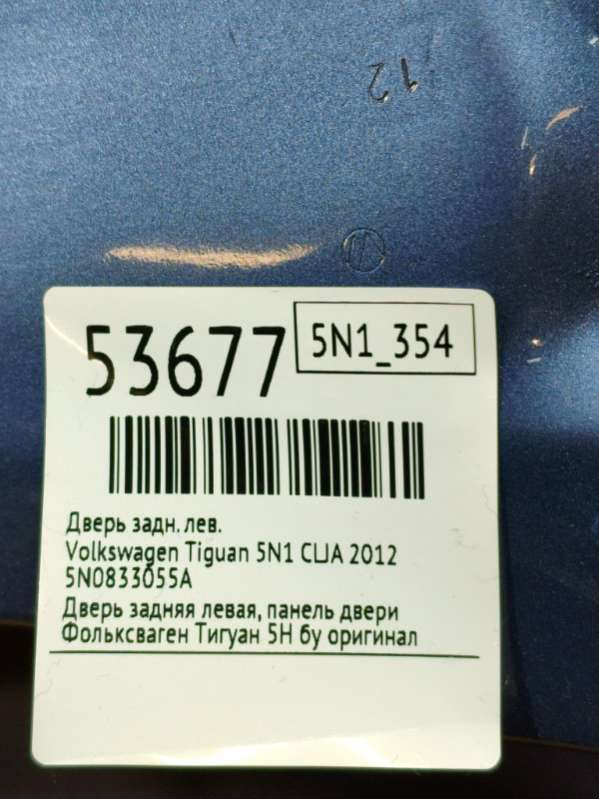 12
53677
5N1_354
Дверь задн. лев.
Volkswagen Tiguan 5N1 CLJA 2012
5N0833055A
Дверь задняя левая, панель двери
Фольксваген Тигуан 5Н бу оригинал